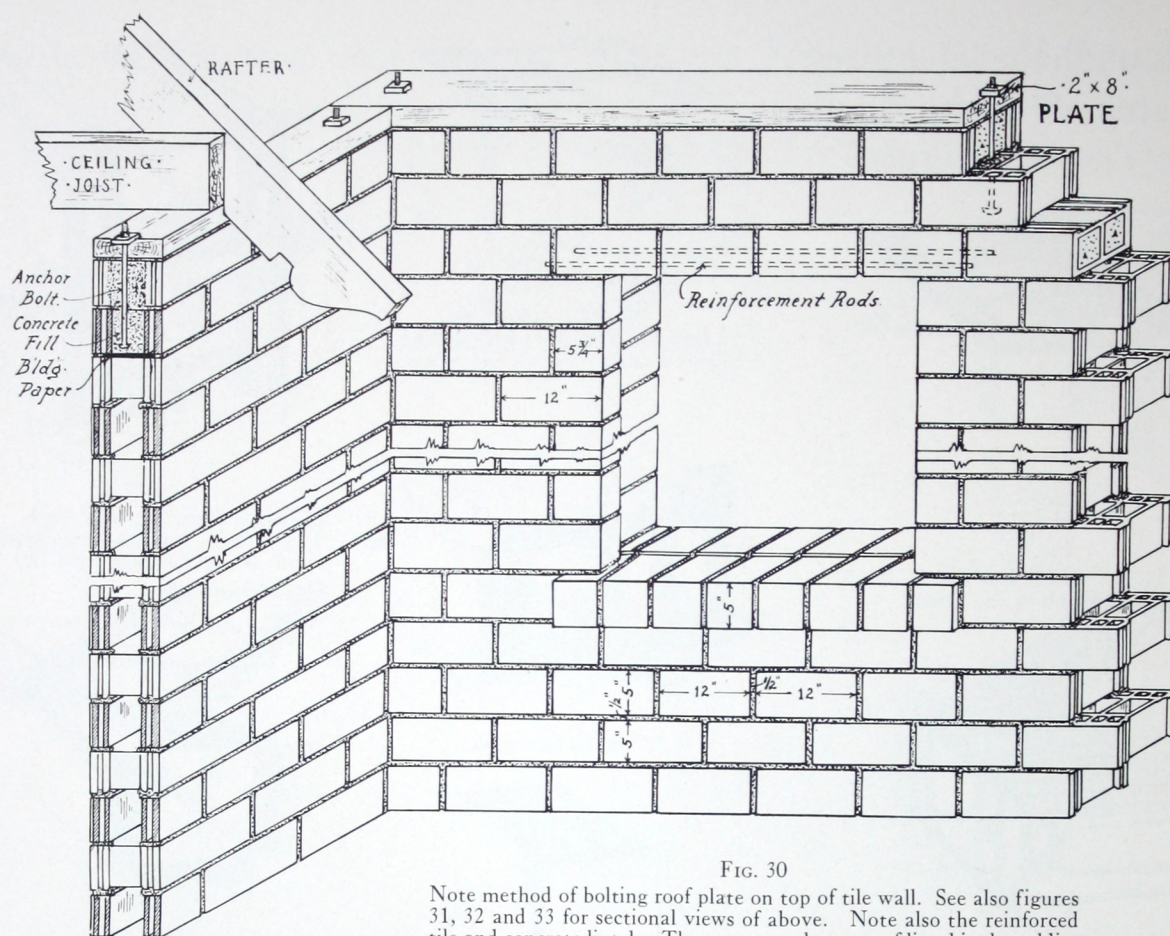 RAFTER.
·2"x 8"·
PLATE
·CEILING·
·JOIST·
Anchor
Bolt.
Concrete
Fill
Bldg.
Paper
Reinforcement Rods
5¾"
12"
5"
½" 5"
12"
½"
12"
5"
FIG. 30
Note method of bolting roof plate on top of tile wall. See also figures
31, 32 and 33 for sectional views of above. Note also the reinforced